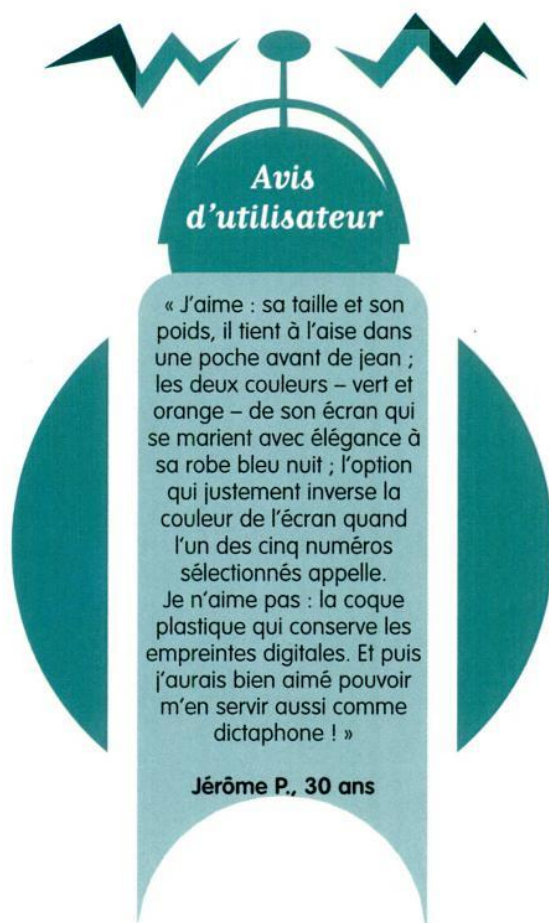 Avis
d'utilisateur
« J'aime : sa taille et son
poids, il tient à l'aise dans
une poche avant de jean ;
les deux couleurs – vert et
orange – de son écran qui
se marient avec élégance à
sa robe bleu nuit ; l'option
qui justement inverse la
couleur de l'écran quand
l'un des cinq numéros
sélectionnés appelle.
Je n'aime pas : la coque
plastique qui conserve les
empreintes digitales. Et puis
j'aurais bien aimé pouvoir
m'en servir aussi comme
dictaphone ! »
Jérôme P., 30 ans